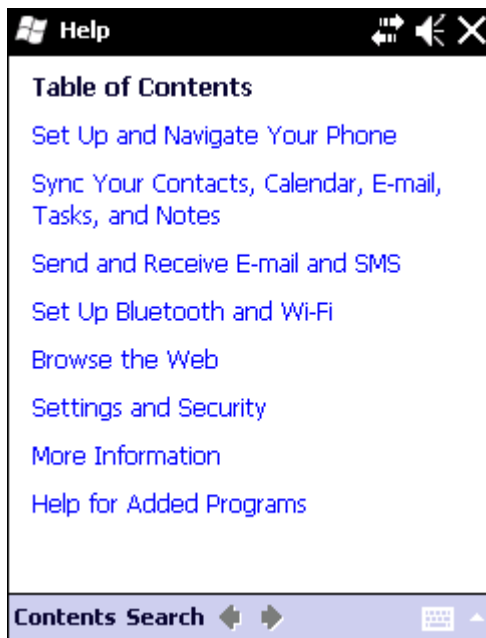 Help
Table of Contents
Set Up and Navigate Your Phone
Sync Your Contacts, Calendar, E-mail,
Tasks, and Notes
Send and Receive E-mail and SMS
Set Up Bluetooth and Wi-Fi
Browse the Web
Settings and Security
More Information
Help for Added Programs
Contents Search